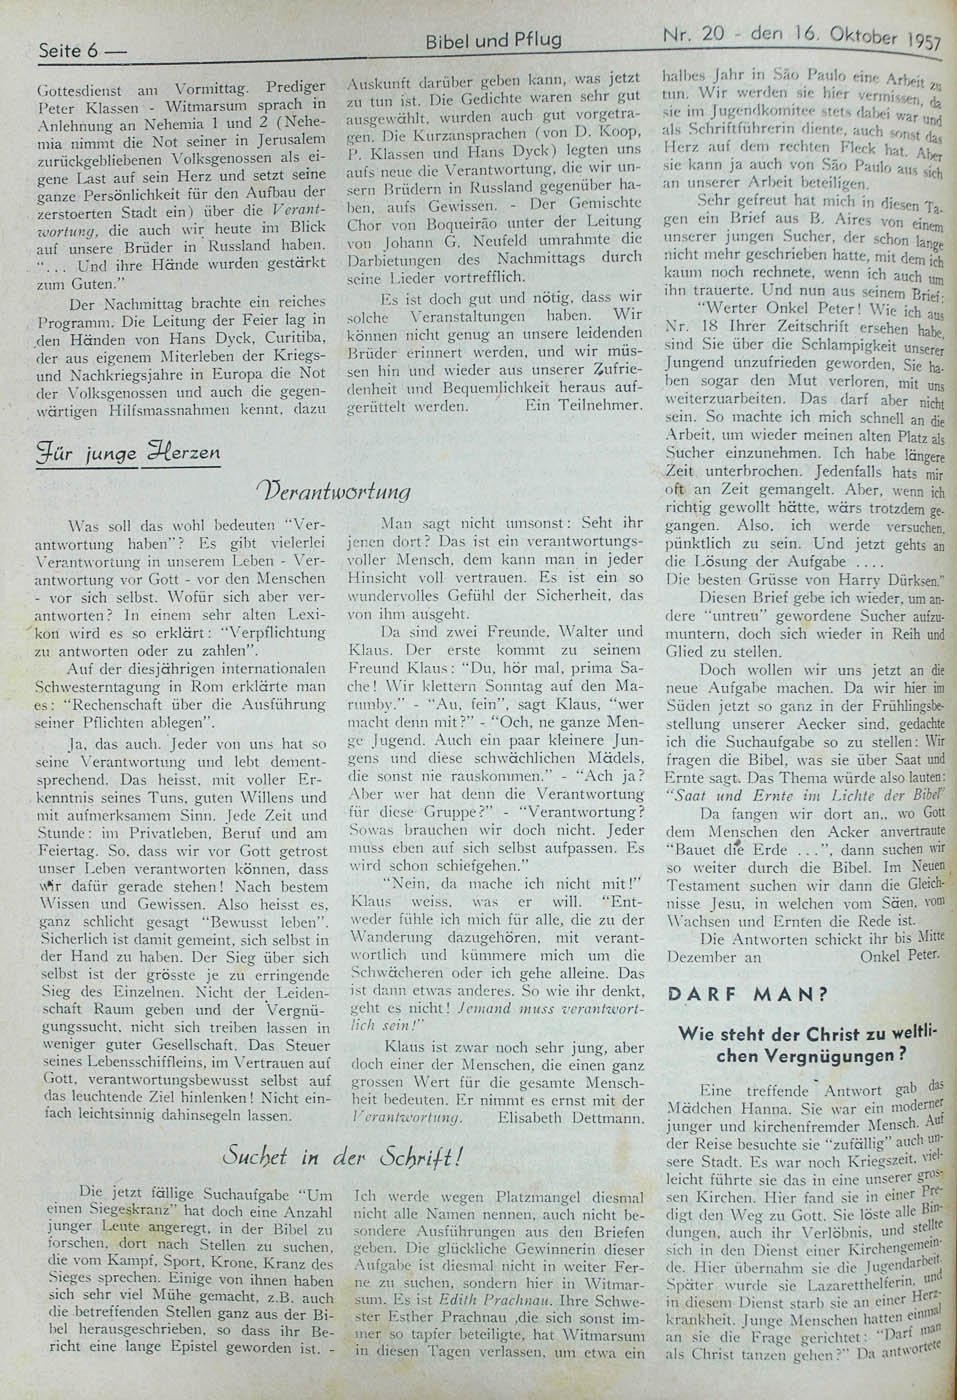 Seite 6 —
Bibel und Pflug
Nr. 20 - den 16. Oktober 1957
Gottesdienst am Vormittag. Prediger
Peter Klassen - Witmarsum sprach in
Anlehnung an Nehemia 1 und 2 (Nehe-
mia nimmt die Not seiner in Jerusalem
zurückgebliebenen Volksgenossen als ei-
gene Last auf sein Herz und setzt seine
ganze Persönlichkeit für den Aufbau der
zerstoerten Stadt ein) über die Verant-
wortung, die auch wir heute im Blick
auf unsere Brüder in Russland haben.
“... Und ihre Hände wurden gestärkt
zum Guten.”
Der Nachmittag brachte ein reiches
Programm. Die Leitung der Feier lag in
den Händen von Hans Dyck, Curitiba,
der aus eigenem Miterleben der Kriegs-
und Nachkriegsjahre in Europa die Not
der Volksgenossen und auch die gegen-
wärtigen Hilfsmassnahmen kennt, dazu
Auskunft darüber geben kann, was jetzt
zu tun ist. Die Gedichte waren sehr gut
ausgewählt, wurden auch gut vorgetra-
gen. Die Kurzansprachen (von D. Koop,
P. Klassen und Hans Dyck) legten uns
aufs neue die Verantwortung, die wir un-
sern Brüdern in Russland gegenüber ha-
ben, aufs Gewissen. - Der Gemischte
Chor von Boqueirão unter der Leitung
von Johann G. Neufeld umrahmte die
Darbietungen des Nachmittags durch
seine Lieder vortrefflich.
Es ist doch gut und nötig, dass wir
solche Veranstaltungen haben. Wir
können nicht genug an unsere leidenden
Brüder erinnert werden, und wir müs-
sen hin und wieder aus unserer Zufrie-
denheit und Bequemlichkeit heraus auf-
gerüttelt werden. Ein Teilnehmer.
Für junge Herzen
Verantwortung
Was soll das wohl bedeuten “Ver-
antwortung haben”? Es gibt vielerlei
Verantwortung in unserem Leben - Ver-
antwortung vor Gott - vor den Menschen
- vor sich selbst. Wofür sich aber ver-
antworten? In einem sehr alten Lexi-
kon wird es so erklärt: “Verpflichtung
zu antworten oder zu zahlen”.
Auf der diesjährigen internationalen
Schwesterntagung in Rom erklärte man
es: “Rechenschaft über die Ausführung
seiner Pflichten ablegen”.
Ja, das auch. Jeder von uns hat so
seine Verantwortung und lebt dement-
sprechend. Das heisst, mit voller Er-
kenntnis seines Tuns, guten Willens und
mit aufmerksamem Sinn. Jede Zeit und
Stunde: im Privatleben, Beruf und am
Feiertag. So, dass wir vor Gott getrost
unser Leben verantworten können, dass
wir dafür gerade stehen! Nach bestem
Wissen und Gewissen. Also heisst es,
ganz schlicht gesagt “Bewusst leben”.
Sicherlich ist damit gemeint, sich selbst in
der Hand zu haben. Der Sieg über sich
selbst ist der grösste je zu erringende
Sieg des Einzelnen. Nicht der Leiden-
schaft Raum geben und der Vergnü-
gungssucht, nicht sich treiben lassen in
weniger guter Gesellschaft. Das Steuer
seines Lebensschiffleins, im Vertrauen auf
Gott, verantwortungsbewusst selbst auf
das leuchtende Ziel hinlenken! Nicht ein-
fach leichtsinnig dahinsegeln lassen.
Man sagt nicht umsonst: Seht ihr
jenen dort? Das ist ein verantwortungs-
voller Mensch, dem kann man in jeder
Hinsicht voll vertrauen. Es ist ein so
wundervolles Gefühl der Sicherheit, das
von ihm ausgeht.
Da sind zwei Freunde, Walter und
Klaus. Der erste kommt zu seinem
Freund Klaus: “Du, hör mal, prima Sa-
che! Wir klettern Sonntag auf den Ma-
rumby.” - “Au, fein”, sagt Klaus, “wer
macht denn mit?” - “Och, ne ganze Men-
ge Jugend. Auch ein paar kleinere Jun-
gens und diese schwächlichen Mädels,
die sonst nie rauskommen.” - “Ach ja?
Aber wer hat denn die Verantwortung
für diese Gruppe?” - “Verantwortung?
Sowas brauchen wir doch nicht. Jeder
muss eben auf sich selbst aufpassen. Es
wird schon schiefgehen.”
“Nein, da mache ich nicht mit!”
Klaus weiss, was er will. “Ent-
weder fühle ich mich für alle, die zu der
Wanderung dazugehören, mit verant-
wortlich und kümmere mich um die
Schwächeren oder ich gehe alleine. Das
ist dann etwas anderes. So wie ihr denkt,
geht es nicht! Jemand muss verantwort-
lich sein!”
Klaus ist zwar noch sehr jung, aber
doch einer der Menschen, die einen ganz
grossen Wert für die gesamte Mensch-
heit bedeuten. Er nimmt es ernst mit der
Verantwortung. Elisabeth Dettmann.
Suchet in der Schrift!
Die jetzt fällige Suchaufgabe “Um
einen Siegeskranz” hat doch eine Anzahl
junger Leute angeregt, in der Bibel zu
forschen, dort nach Stellen zu suchen,
die vom Kampf, Sport, Krone, Kranz des
Sieges sprechen. Einige von ihnen haben
sich sehr viel Mühe gemacht, z.B. auch
die betreffenden Stellen ganz aus der Bi-
bel herausgeschrieben, so dass ihr Be-
richt eine lange Epistel geworden ist. -
Ich werde wegen Platzmangel diesmal
nicht alle Namen nennen, auch nicht be-
sondere Ausführungen aus den Briefen
geben. Die glückliche Gewinnerin dieser
Aufgabe ist diesmal nicht in weiter Fer-
ne zu suchen, sondern hier in Witmar-
sum. Es ist Edith Prachnau. Ihre Schwe-
ster Esther Prachnau ,die sich sonst im-
mer so tapfer beteiligte, hat Witmarsum
in diesen Tagen verlassen, um etwa ein
halbes Jahr in São Paulo eine Arbeit zu
tun. Wir werden sie hier vermissen, da
sie im Jugendkomitee stets dabei war und
als Schriftführerin diente, auch sonst das
Herz auf dem rechten Fleck hat. Aber
sie kann ja auch von São Paulo aus sich
an unserer Arbeit beteiligen.
Sehr gefreut hat mich in diesen Ta-
gen ein Brief aus B. Aires von einem
unserer jungen Sucher, der schon lange
nicht mehr geschrieben hatte, mit dem ich
kaum noch rechnete, wenn ich auch um
ihn trauerte. Und nun aus seinem Brief:
“Werter Onkel Peter! Wie ich aus
Nr. 18 Ihrer Zeitschrift ersehen habe,
sind Sie über die Schlampigkeit unserer
Jungend unzufrieden geworden, Sie ha-
ben sogar den Mut verloren, mit uns
weiterzuarbeiten. Das darf aber nicht
sein. So machte ich mich schnell an die
Arbeit, um wieder meinen alten Platz als
Sucher einzunehmen. Ich habe längere
Zeit unterbrochen. Jedenfalls hats mir
oft an Zeit gemangelt. Aber, wenn ich
richtig gewollt hätte, wärs trotzdem ge-
gangen. Also, ich werde versuchen,
pünktlich zu sein. Und jetzt gehts an
die Lösung der Aufgabe ....
Die besten Grüsse von Harry Dürksen.”
Diesen Brief gebe ich wieder, um an-
dere “untreu” gewordene Sucher aufzu-
muntern, doch sich wieder in Reih und
Glied zu stellen.
Doch wollen wir uns jetzt an die
neue Aufgabe machen. Da wir hier im
Süden jetzt so ganz in der Frühlingsbe-
stellung unserer Aecker sind, gedachte
ich die Suchaufgabe so zu stellen: Wir
fragen die Bibel, was sie über Saat und
Ernte sagt. Das Thema würde also lauten:
“Saat und Ernte im Lichte der Bibel”
Da fangen wir dort an,. wo Gott
dem Menschen den Acker anvertraute
“Bauet die Erde ...”, dann suchen wir
so weiter durch die Bibel. Im Neuen
Testament suchen wir dann die Gleich-
nisse Jesu, in welchen vom Säen, vom
Wachsen und Ernten die Rede ist.
Die Antworten schickt ihr bis Mitte
Dezember an Onkel Peter.
DARF MAN?
Wie steht der Christ zu weltli-
chen Vergnügungen?
Eine treffende Antwort gab das
Mädchen Hanna. Sie war ein moderner
junger und kirchenfremder Mensch. Auf
der Reise besuchte sie “zufällig” auch un-
sere Stadt. Es war noch Kriegszeit, viel-
leicht führte sie das in eine unserer gros-
sen Kirchen. Hier fand sie in einer Pre-
digt den Weg zu Gott. Sie löste alle Bin-
dungen, auch ihr Verlöbnis, und stellte
sich in den Dienst einer Kirchengemein-
de. Hier übernahm sie die Jugendarbeit.
Später wurde sie Lazaretthelferin, und
in diesem Dienst starb sie an einer Herz-
krankheit. Junge Menschen hatten einmal
an sie die Frage gerichtet: “Darf man
als Christ tanzen gehen?” Da antwortete